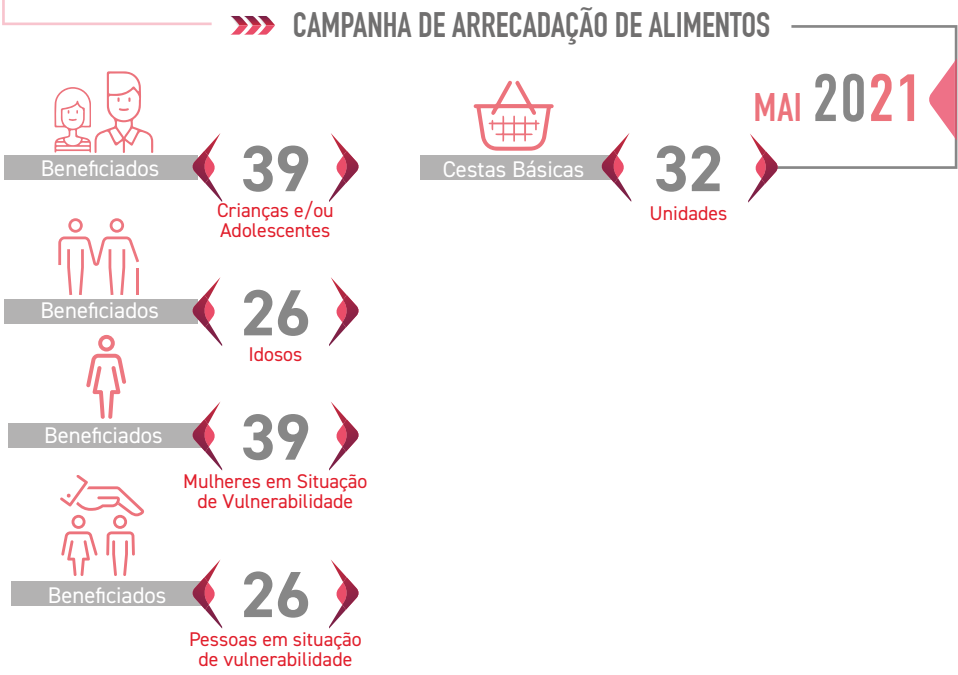 CAMPANHA DE ARRECADAÇÃO DE ALIMENTOS
MAI 2021
Beneficiados
39
Crianças e/ou
Adolescentes
Cestas Básicas
32
Unidades
Beneficiados
26
Idosos
Beneficiados
39
Mulheres em Situação
de Vulnerabilidade
Beneficiados
26
Pessoas em situação
de vulnerabilidade